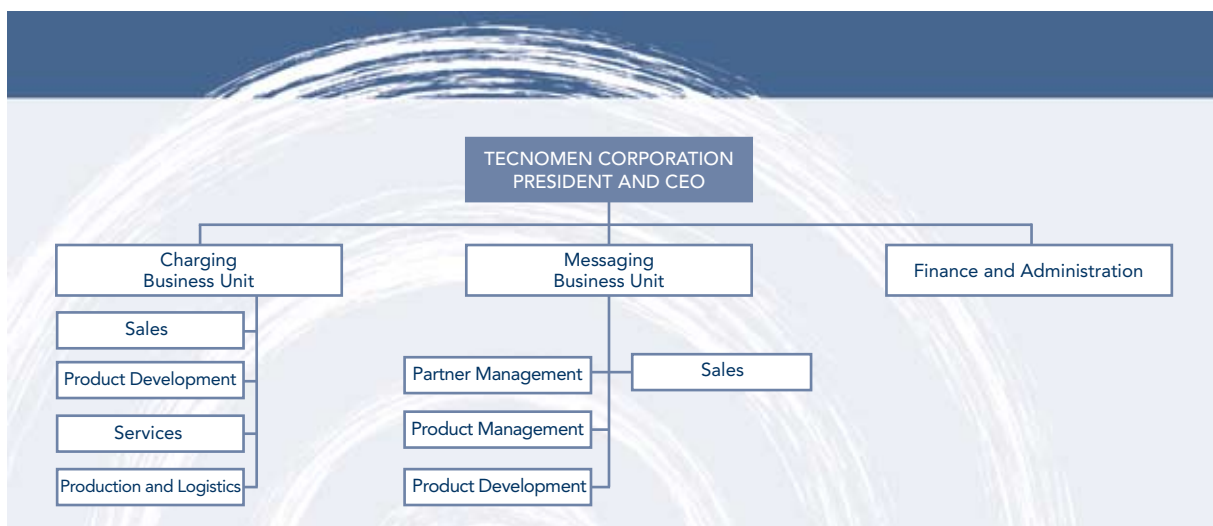 TECNOMEN CORPORATION
PRESIDENT AND CEO
Charging
Business Unit
Messaging
Business Unit
Finance and Administration
Sales
Product Development
Services
Production and Logistics
Partner Management
Sales
Product Management
Product Development